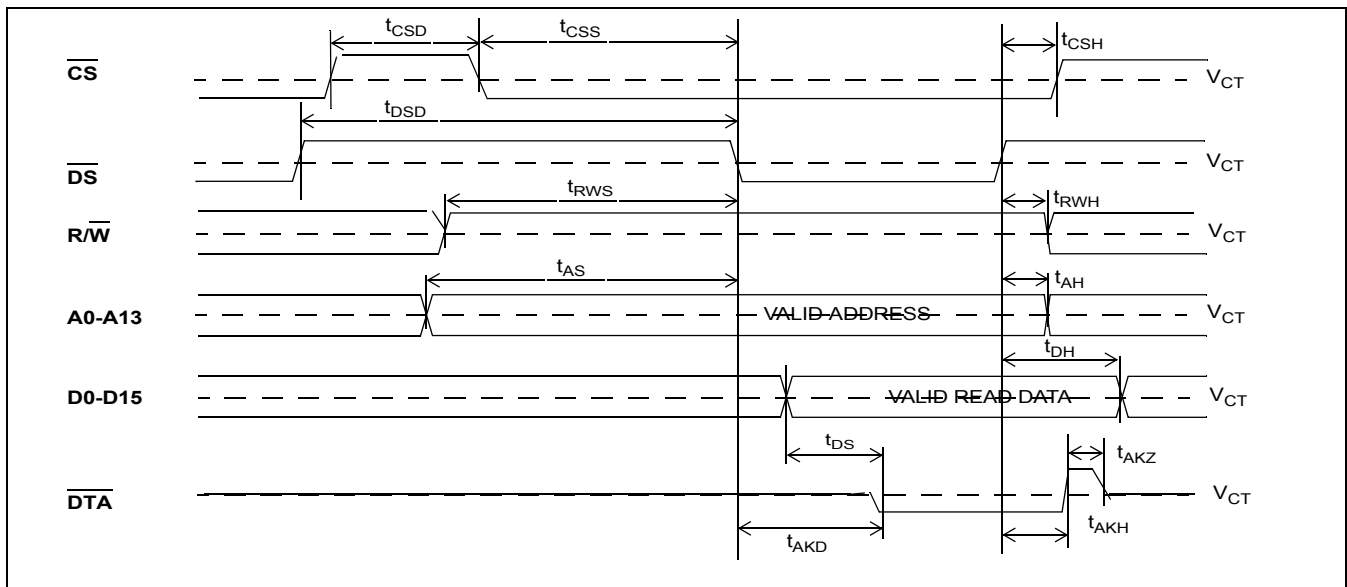 tCSD
tCSS
tCSH
CS
VCT
tDSD
DS
VCT
tRWS
tRWH
R/W
VCT
tAS
tAH
A0-A13
VALID ADDRESS
VCT
tDH
D0-D15
VALID READ DATA
VCT
tDS
tAKZ
DTA
VCT
tAKD
tAKH